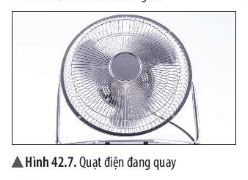 ▲ Hình 42.7. Quạt điện đang quay